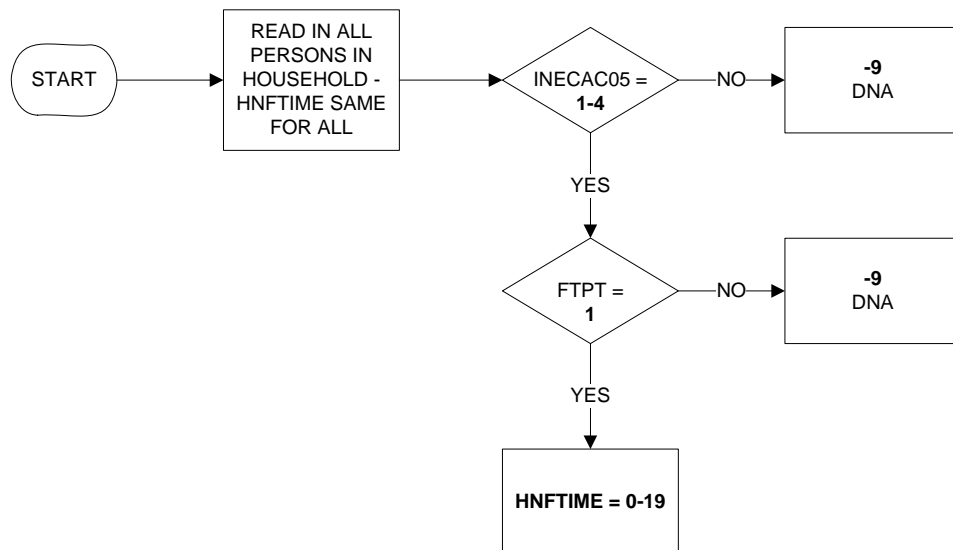 START
READ IN ALL
PERSONS IN
HOUSEHOLD -
HNFTIME SAME
FOR ALL
INECAC05 =
1-4
NO
-9
DNA
YES
FTPT =
1
NO
-9
DNA
YES
HNFTIME = 0-19